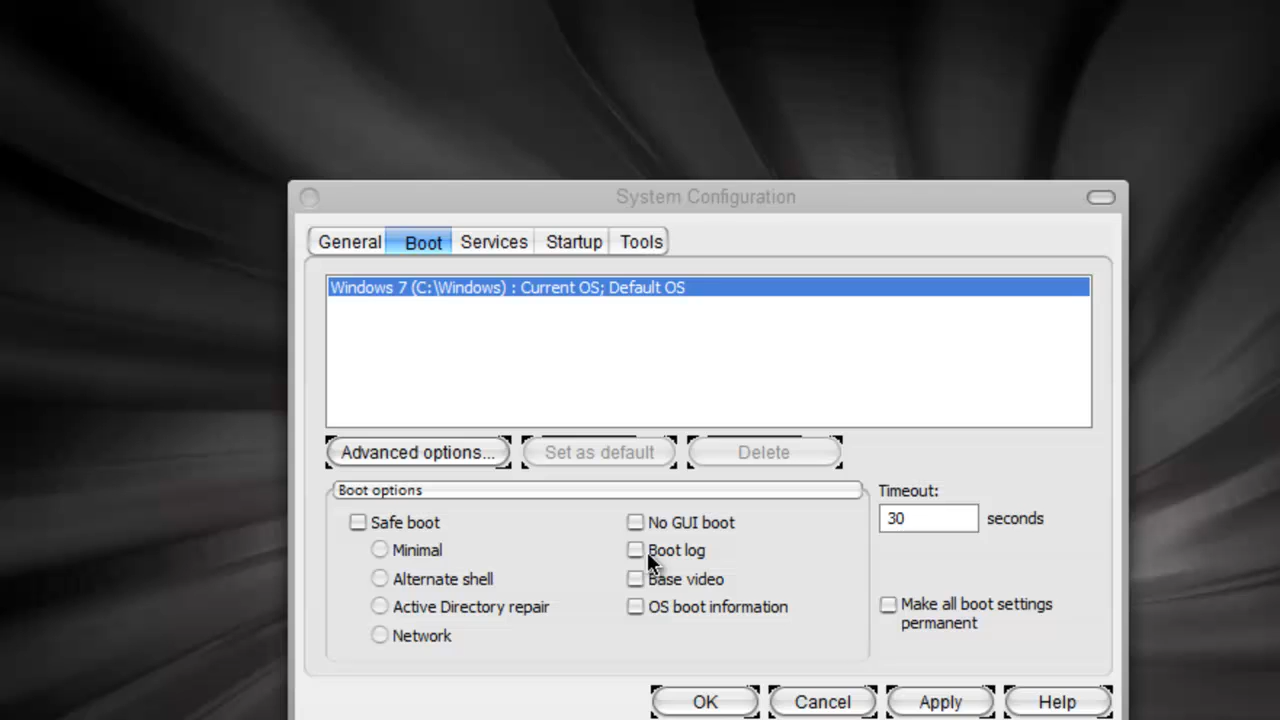 System Configuration
General Boot Services Startup Tools
Windows 7 (C:\Windows) : Current OS; Default OS
Advanced options... Set as default Delete
Boot options
Timeout:
30 seconds
Safe boot
No GUI boot
Minimal
Boot log
Alternate shell
Base video
Active Directory repair
OS boot information
Network
Make all boot settings
permanent
OK Cancel Apply Help